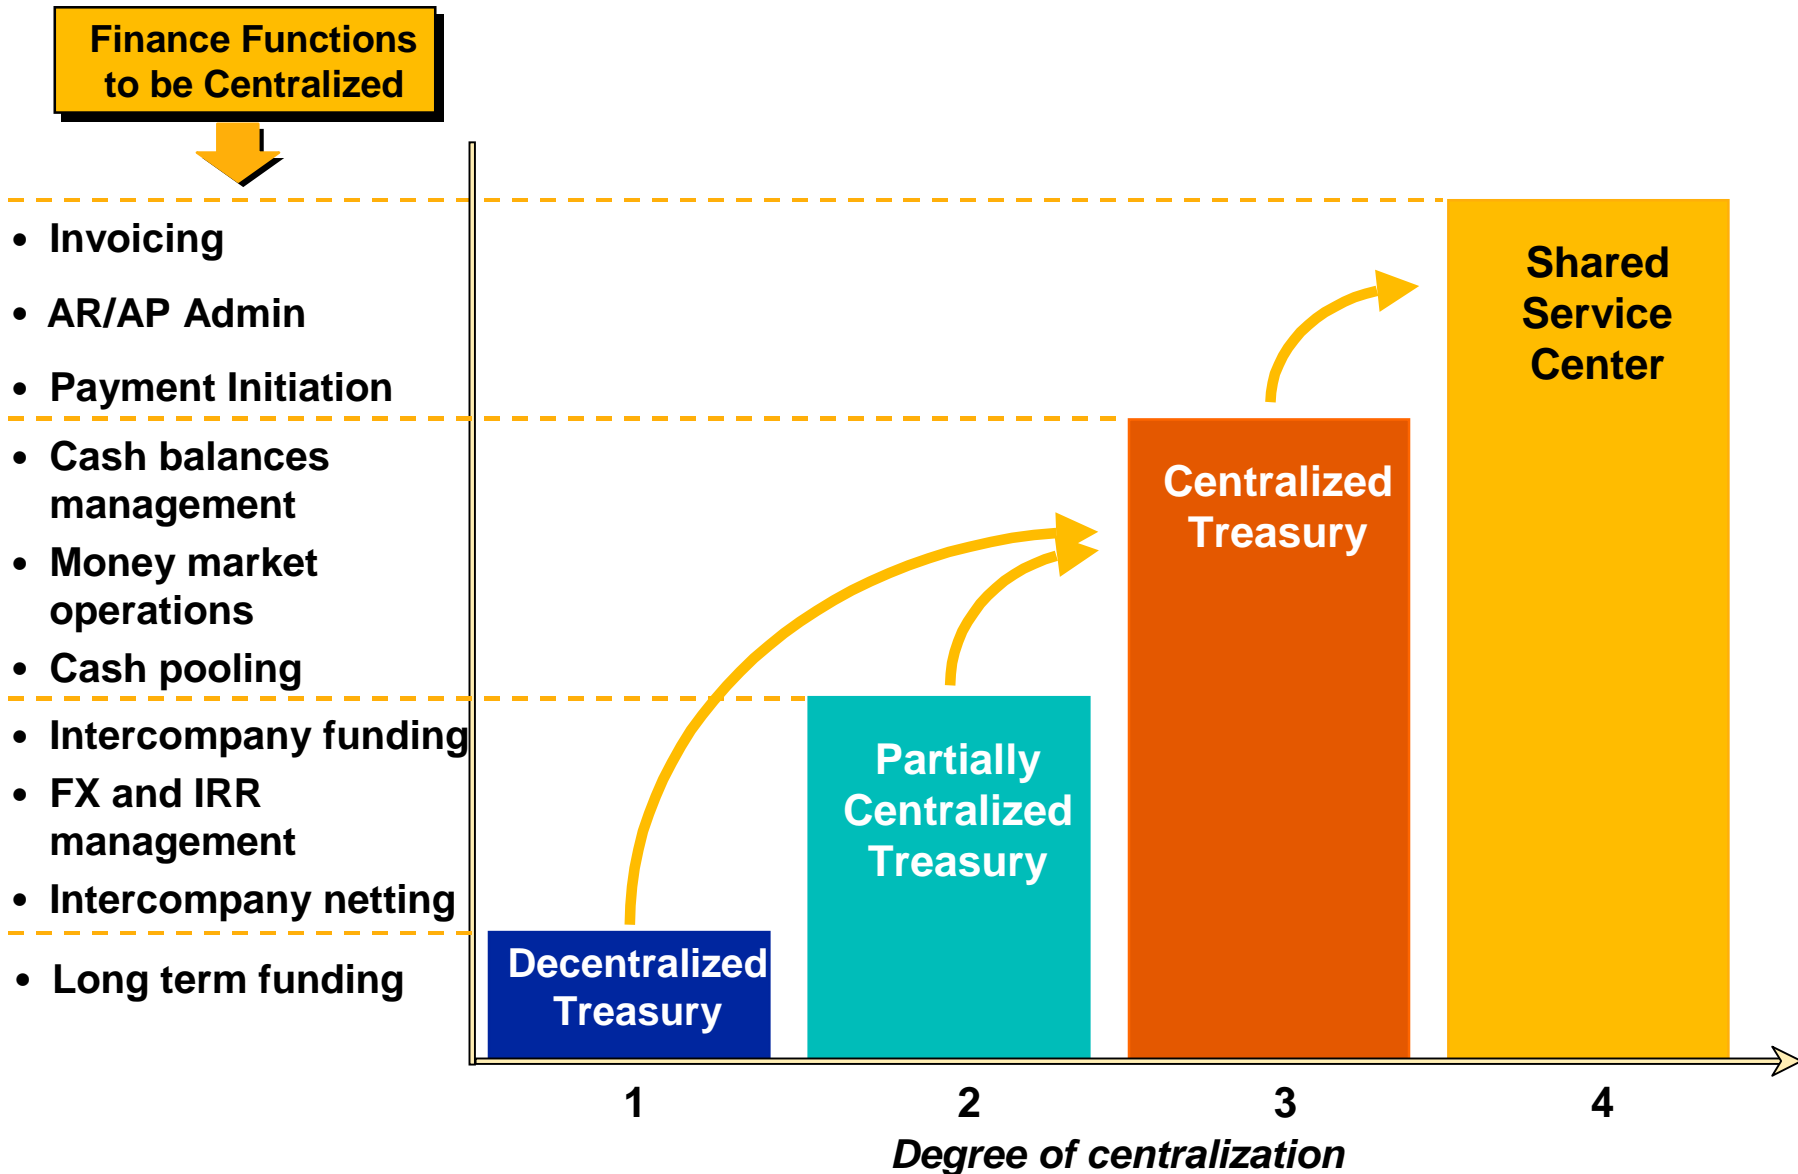 Finance Functions
to be Centralized
• Invoicing
• AR/AP Admin
• Payment Initiation
• Cash balances
management
• Money market
operations
• Cash pooling
• Intercompany funding
• FX and IRR
management
• Intercompany netting
• Long term funding
Decentralized
Treasury
Partially
Centralized
Treasury
Centralized
Treasury
Shared
Service
Center
1
2
3
4
Degree of centralization